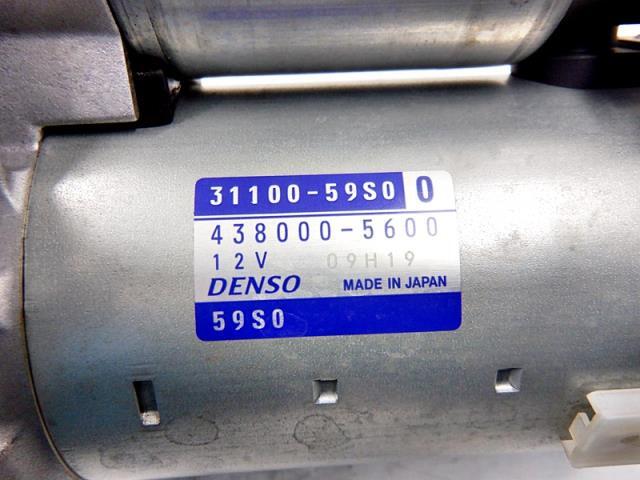 31100-59S0 0
438000-5600
12V 09H19
DENSO MADE IN JAPAN
59S0